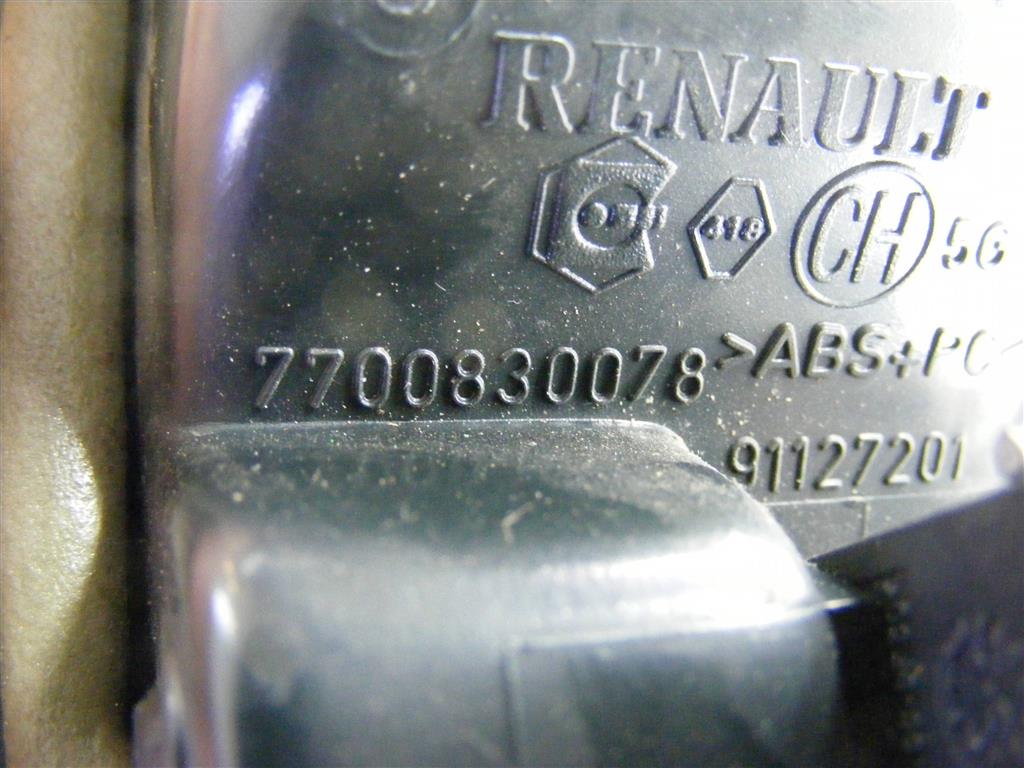 RENAULT
418
CH 56
7700830078
>ABS+PC
91127201